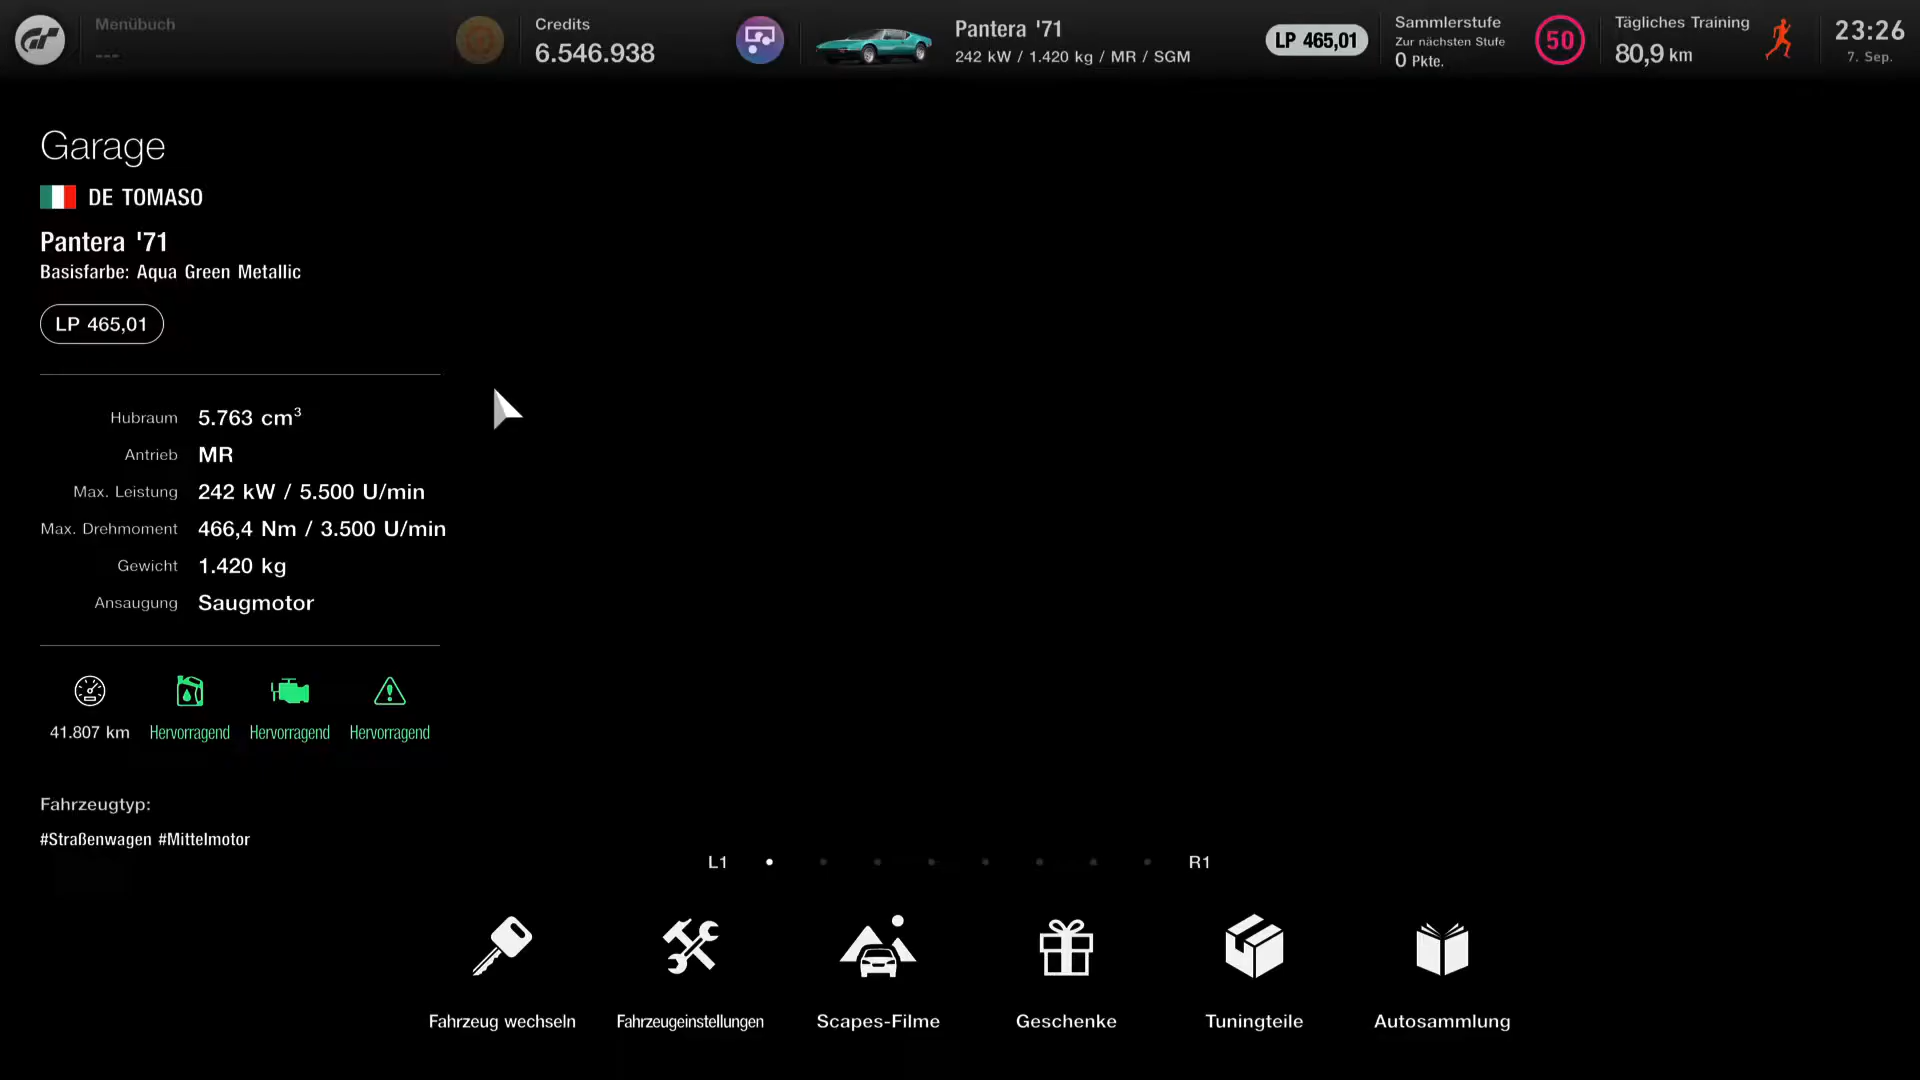 Menübuch
---
Credits
6.546.938
Pantera '71
242 kW / 1.420 kg / MR / SGM
LP 465,01
Sammlerstufe
Zur nächsten Stufe
0 Pkte.
50
Tägliches Training
80,9 km
23:26
7. Sep.
Garage
DE TOMASO
Pantera '71
Basisfarbe: Aqua Green Metallic
LP 465,01
Hubraum 5.763 cm³
Antrieb MR
Max. Leistung 242 kW / 5.500 U/min
Max. Drehmoment 466,4 Nm / 3.500 U/min
Gewicht 1.420 kg
Ansaugung Saugmotor
41.807 km Hervorragend Hervorragend Hervorragend
Fahrzeugtyp:
#Straßenwagen #Mittelmotor
L1 R1
Fahrzeug wechseln Fahrzeugeinstellungen Scapes-Filme Geschenke Tuningteile Autosammlung